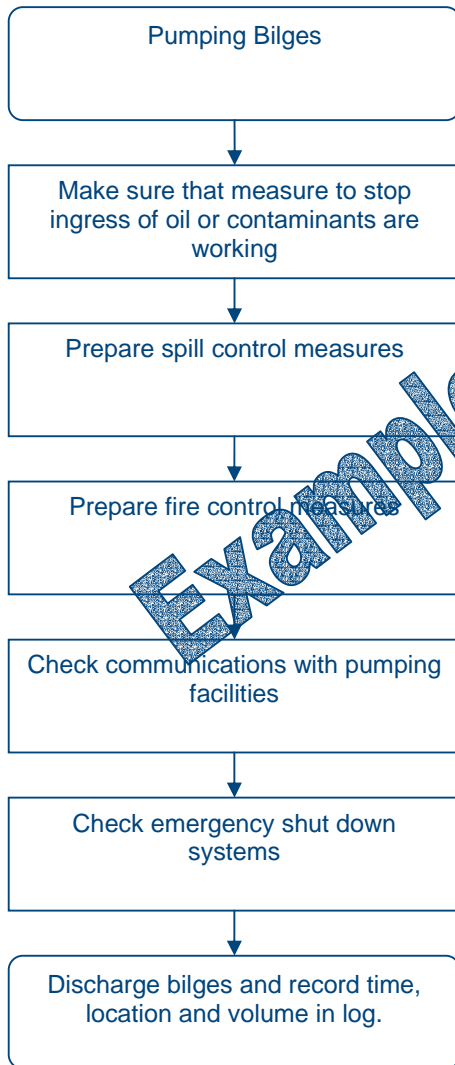 Pumping Bilges
Make sure that measure to stop
ingress of oil or contaminants are
working
Prepare spill control measures
Prepare fire control measures
Example
Check communications with pumping
facilities
Check emergency shut down
systems
Discharge bilges and record time,
location and volume in log.